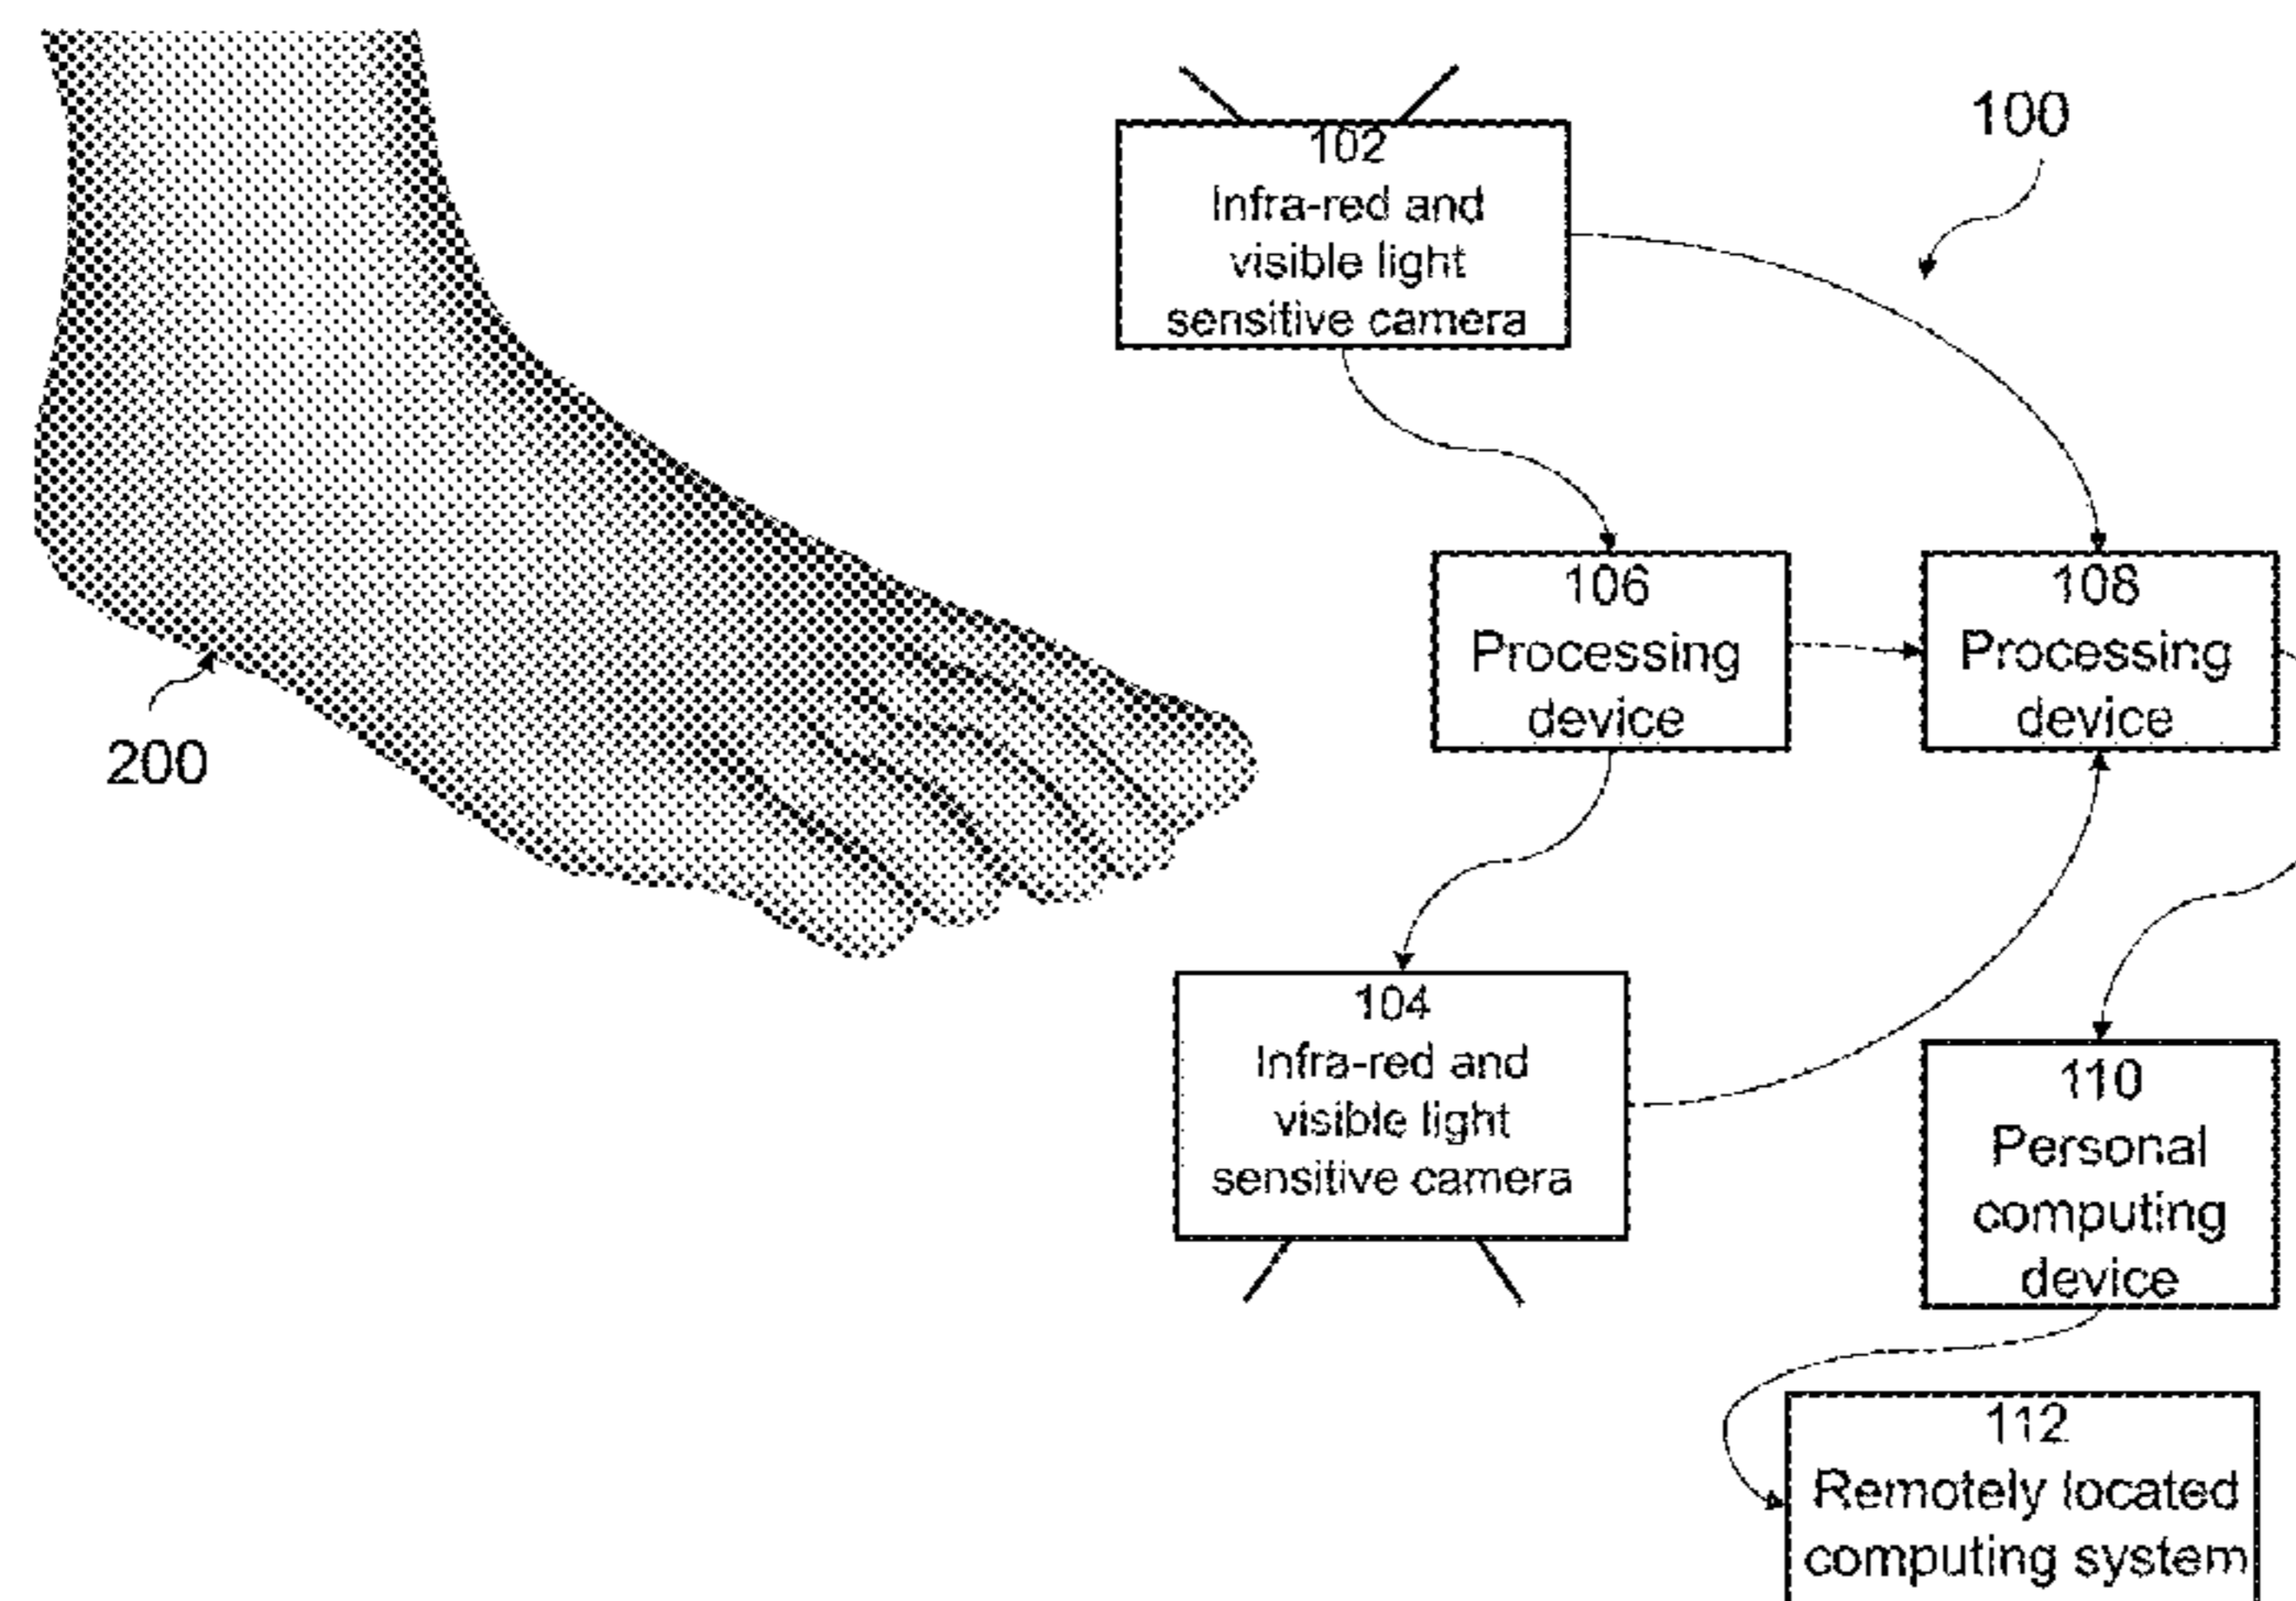 100
102
Infra-red and
visible light
sensitive camera
106
Processing
device
108
Processing
device
200
104
Infra-red and
visible light
sensitive camera
110
Personal
computing
device
112
Remotely located
computing system